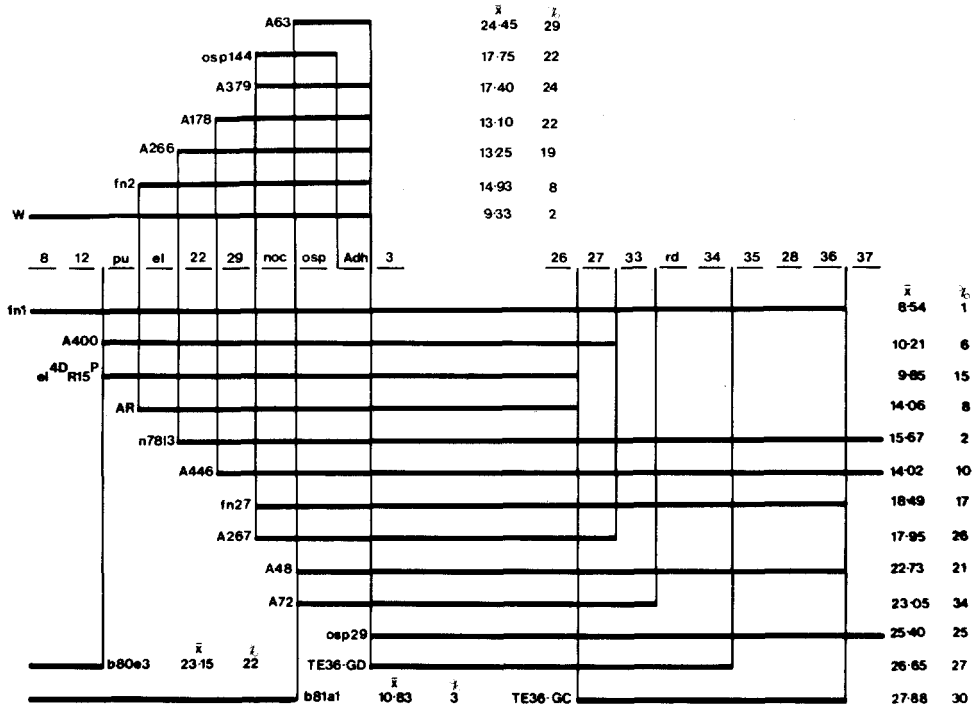 x̄ %
A63 24·45 29
osp144 17·75 22
A379 17·40 24
A178 13·10 22
A266 13·25 19
fn2 14·93 8
W 9·33 2
8 12 pu el 22 29 noc osp Adh 3 26 27 33 rd 34 35 28 36 37
x̄ %
fn1 8·54 1
A400 10·21 6
el4DR15P 9·85 15
AR 14·06 8
n78l3 15·67 2
A446 14·02 10
fn27 18·49 17
A267 17·95 26
A48 22·73 21
A72 23·05 34
osp29 25·40 25
x̄ %
b80e3 23·15 22 TE36-GD 26·65 27
x̄ %
b81a1 10·83 3 TE36-GC 27·88 30